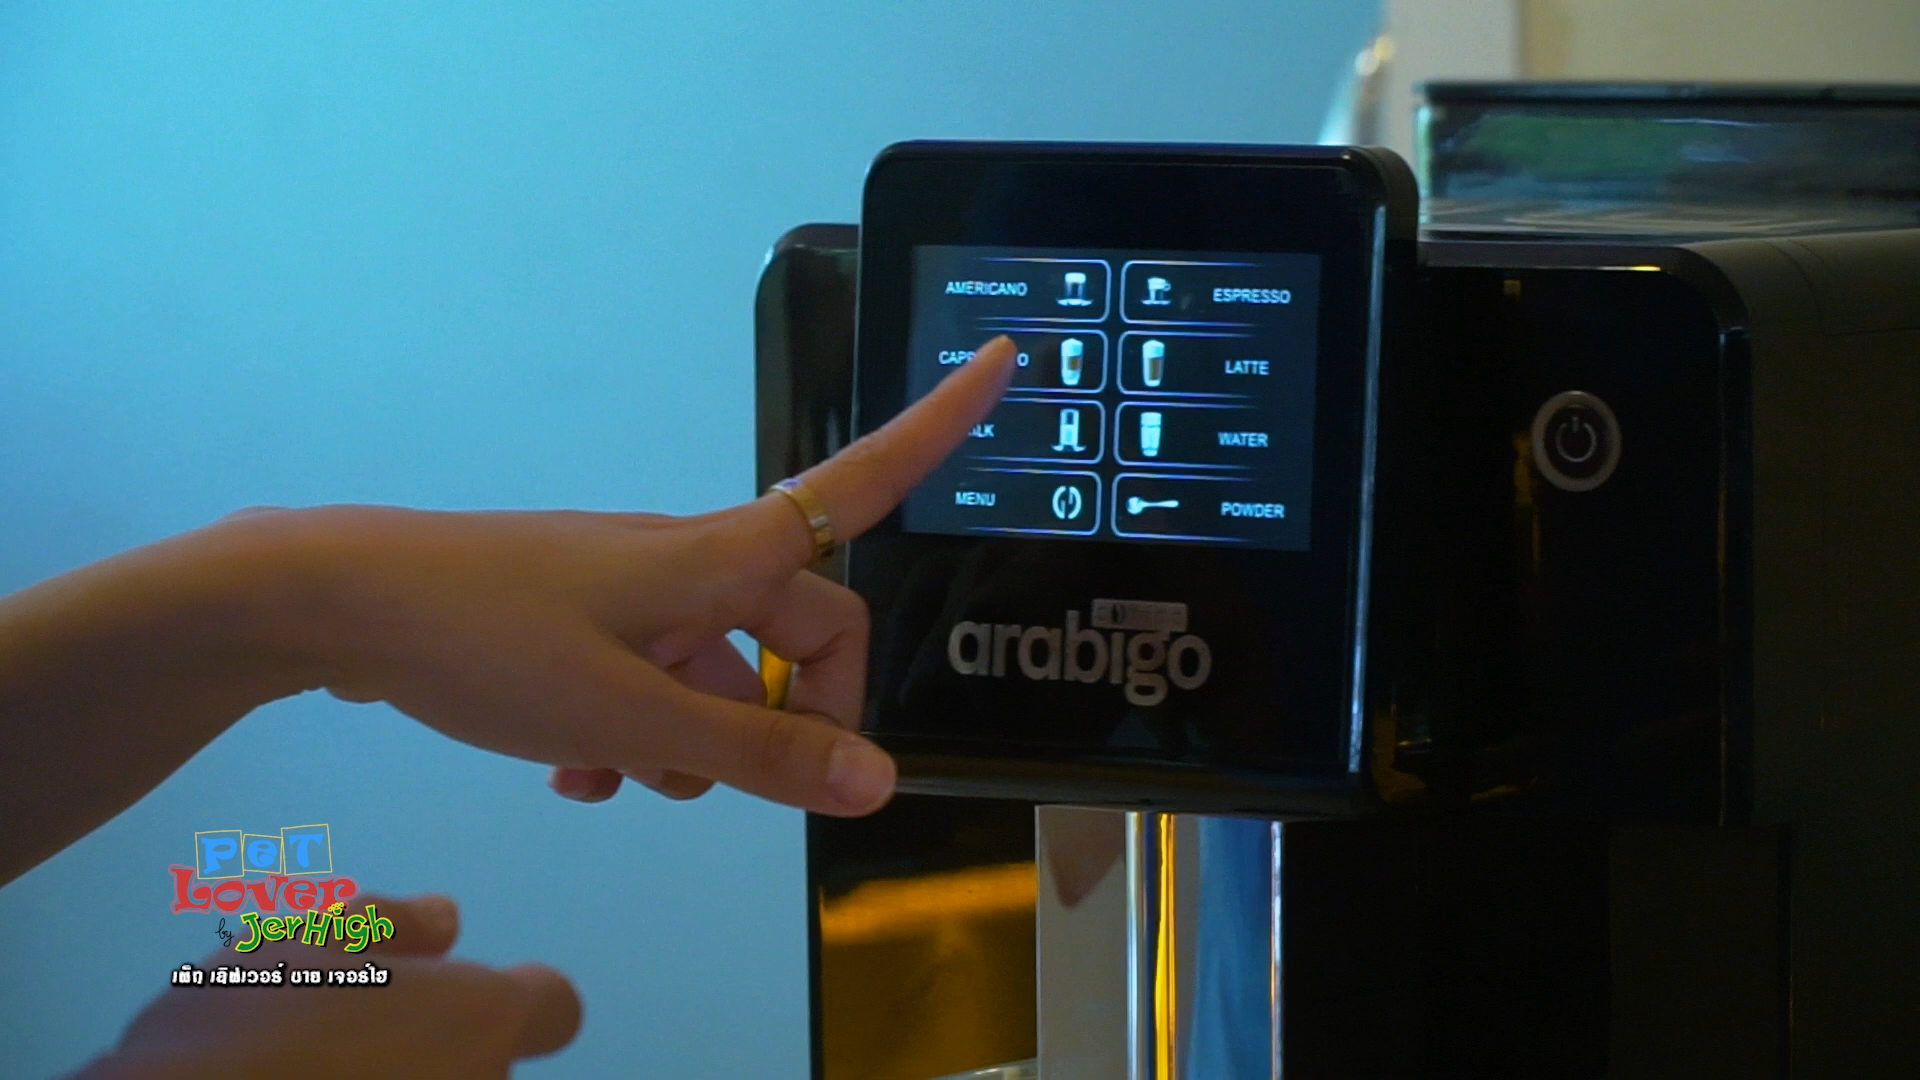 AMERICANO
ESPRESSO
LATTE
WATER
MENU
POWDER
arabigo
PeT
Lover
by JerHigh
เพ็ท เลิฟเวอร์ บาย เจอร์ไฮ